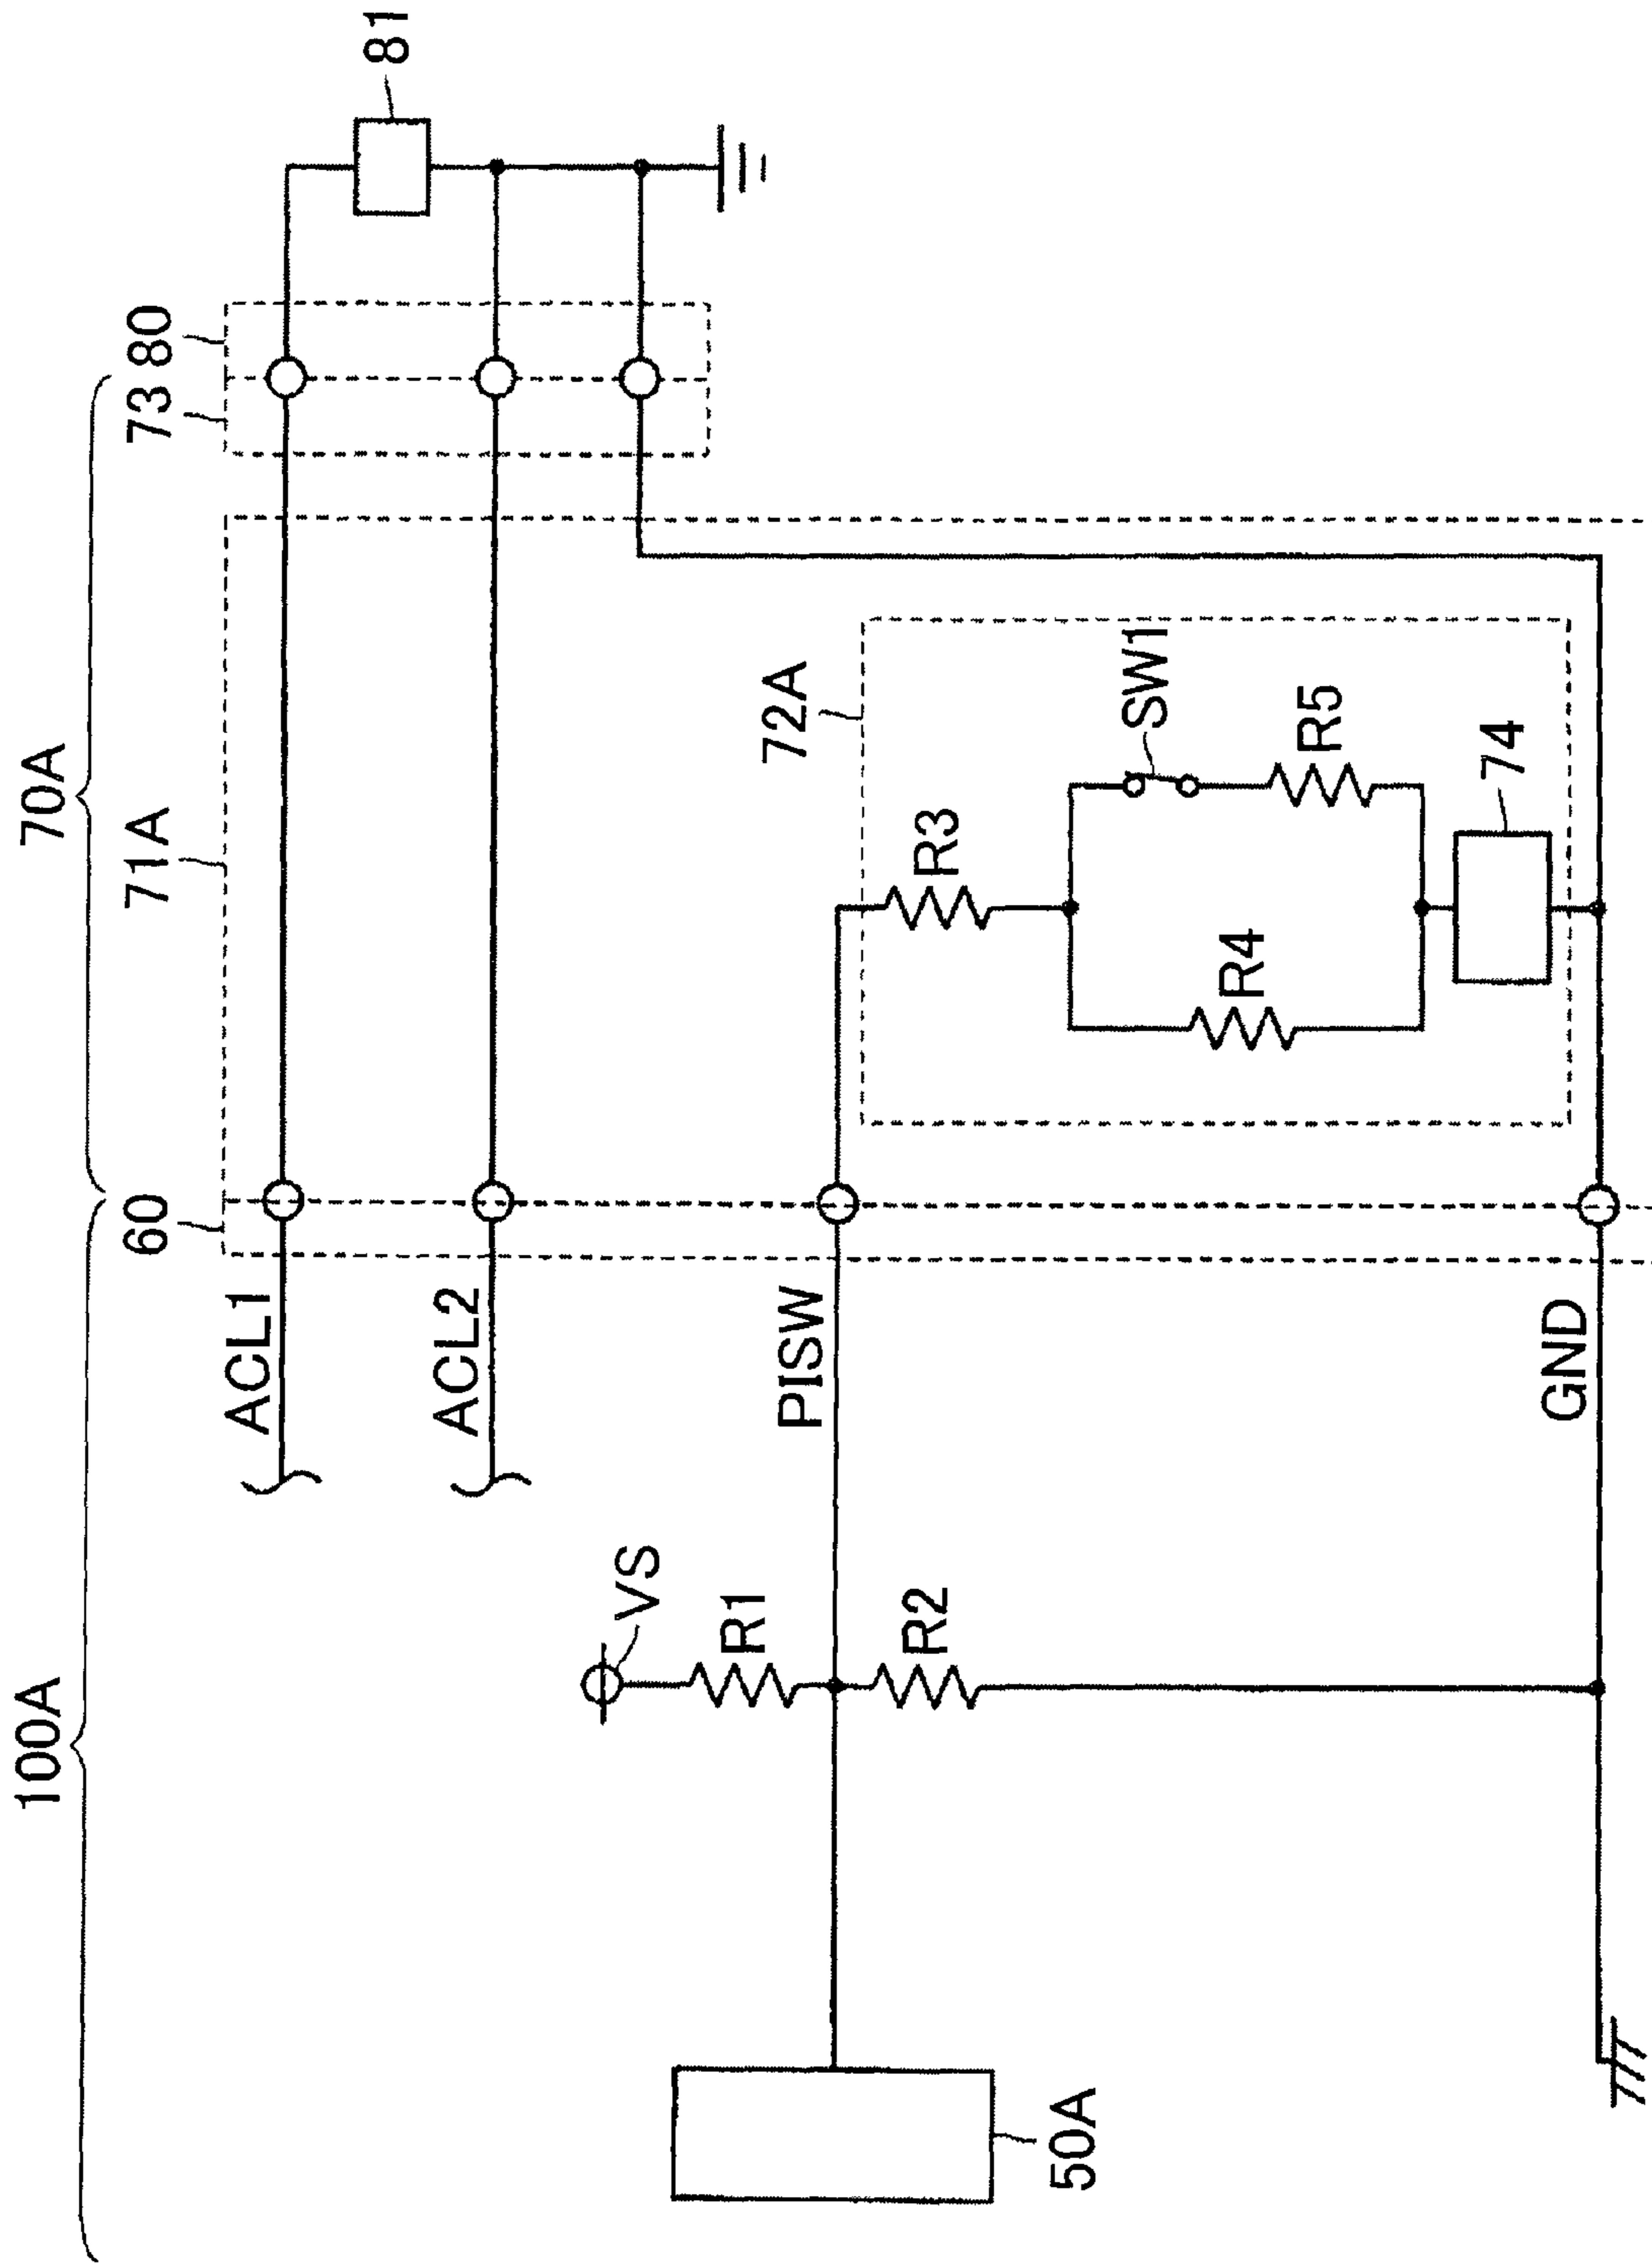 100A
70A
60
71A
73
80
81
ACL1
ACL2
VS
R1
PISW
R2
72A
R3
SW1
R4
R5
74
50A
GND